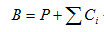 B = P + ∑ C_i .